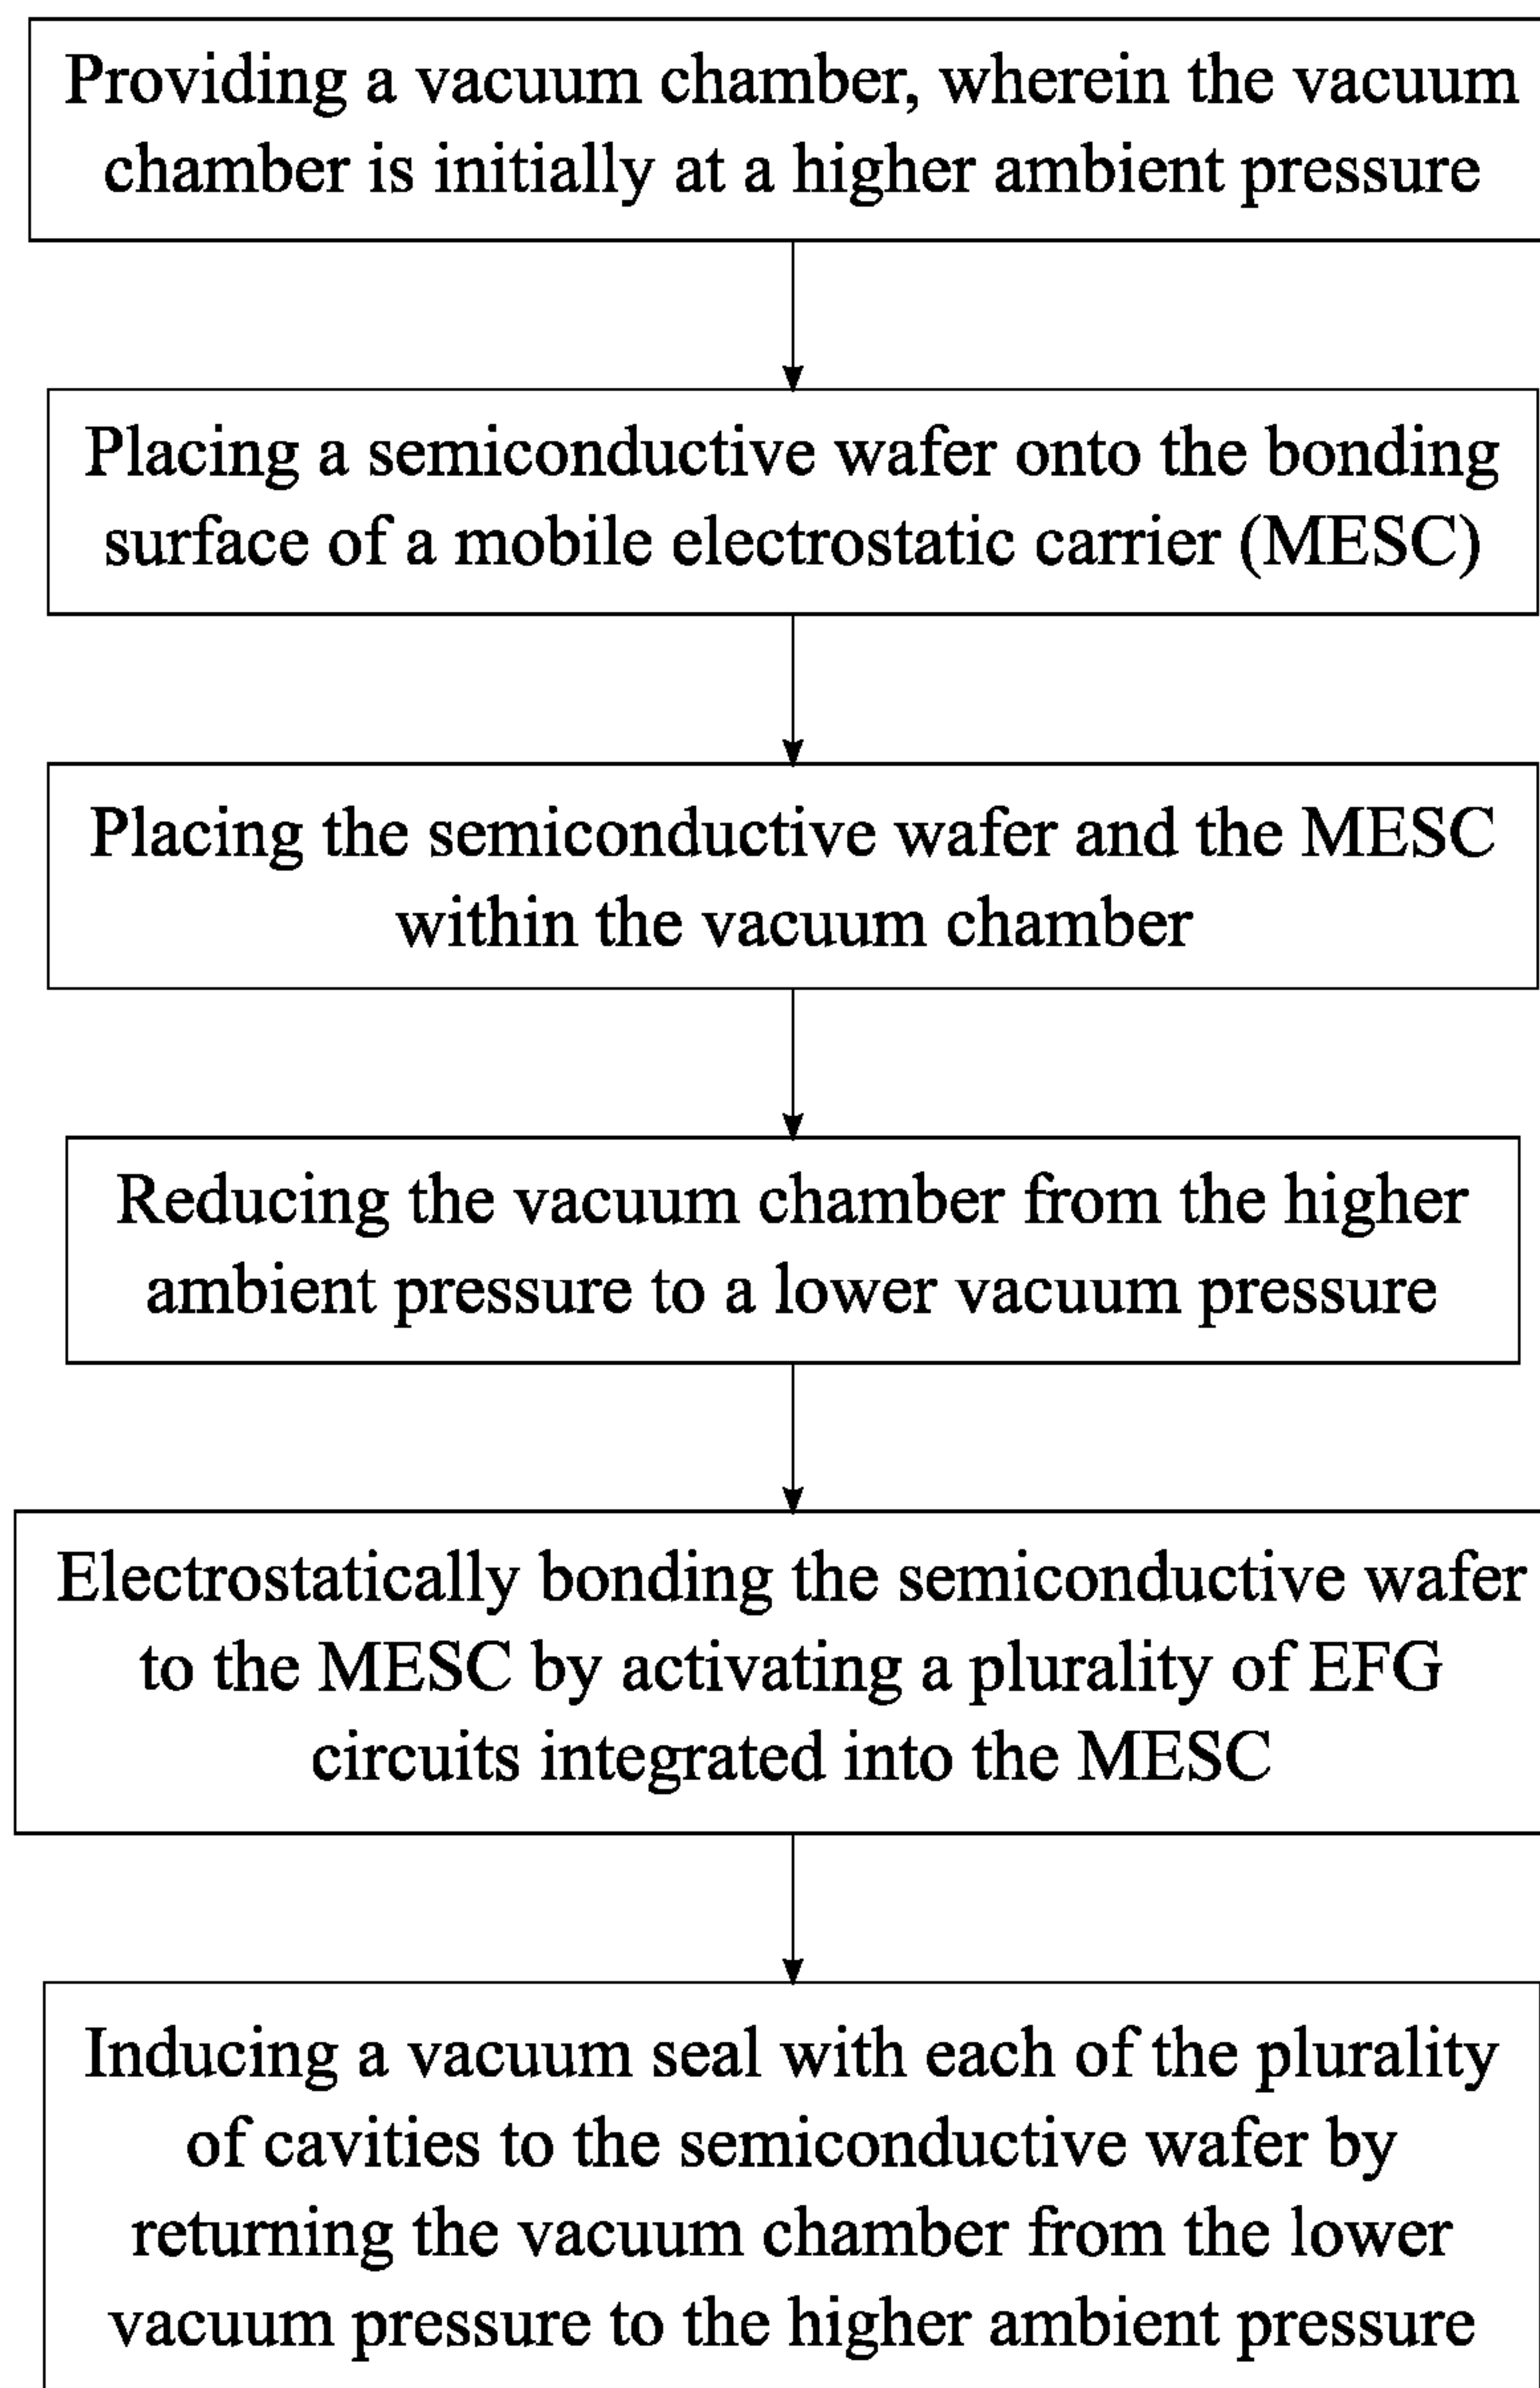 Providing a vacuum chamber, wherein the vacuum
chamber is initially at a higher ambient pressure
Placing a semiconductive wafer onto the bonding
surface of a mobile electrostatic carrier (MESC)
Placing the semiconductive wafer and the MESC
within the vacuum chamber
Reducing the vacuum chamber from the higher
ambient pressure to a lower vacuum pressure
Electrostatically bonding the semiconductive wafer
to the MESC by activating a plurality of EFG
circuits integrated into the MESC
Inducing a vacuum seal with each of the plurality
of cavities to the semiconductive wafer by
returning the vacuum chamber from the lower
vacuum pressure to the higher ambient pressure